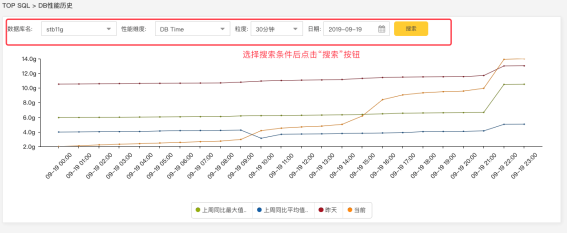 TOP SQL > DB性能历史
数据库名: stb11g 性能维度: DB Time 粒度: 30分钟 日期: 2019-09-19 搜索
选择搜索条件后点击“搜索”按钮
14.0g
12.0g
10.0g
8.0g
6.0g
4.0g
2.0g
09-19 00:00 09-19 01:00 09-19 02:00 09-19 03:00 09-19 04:00 09-19 05:00 09-19 06:00 09-19 07:00 09-19 08:00 09-19 09:00 09-19 10:00 09-19 11:00 09-19 12:00 09-19 13:00 09-19 14:00 09-19 15:00 09-19 16:00 09-19 17:00 09-19 18:00 09-19 19:00 09-19 20:00 09-19 21:00 09-19 22:00 09-19 23:00
上周同比最大值... 上周同比平均值... 昨天 当前